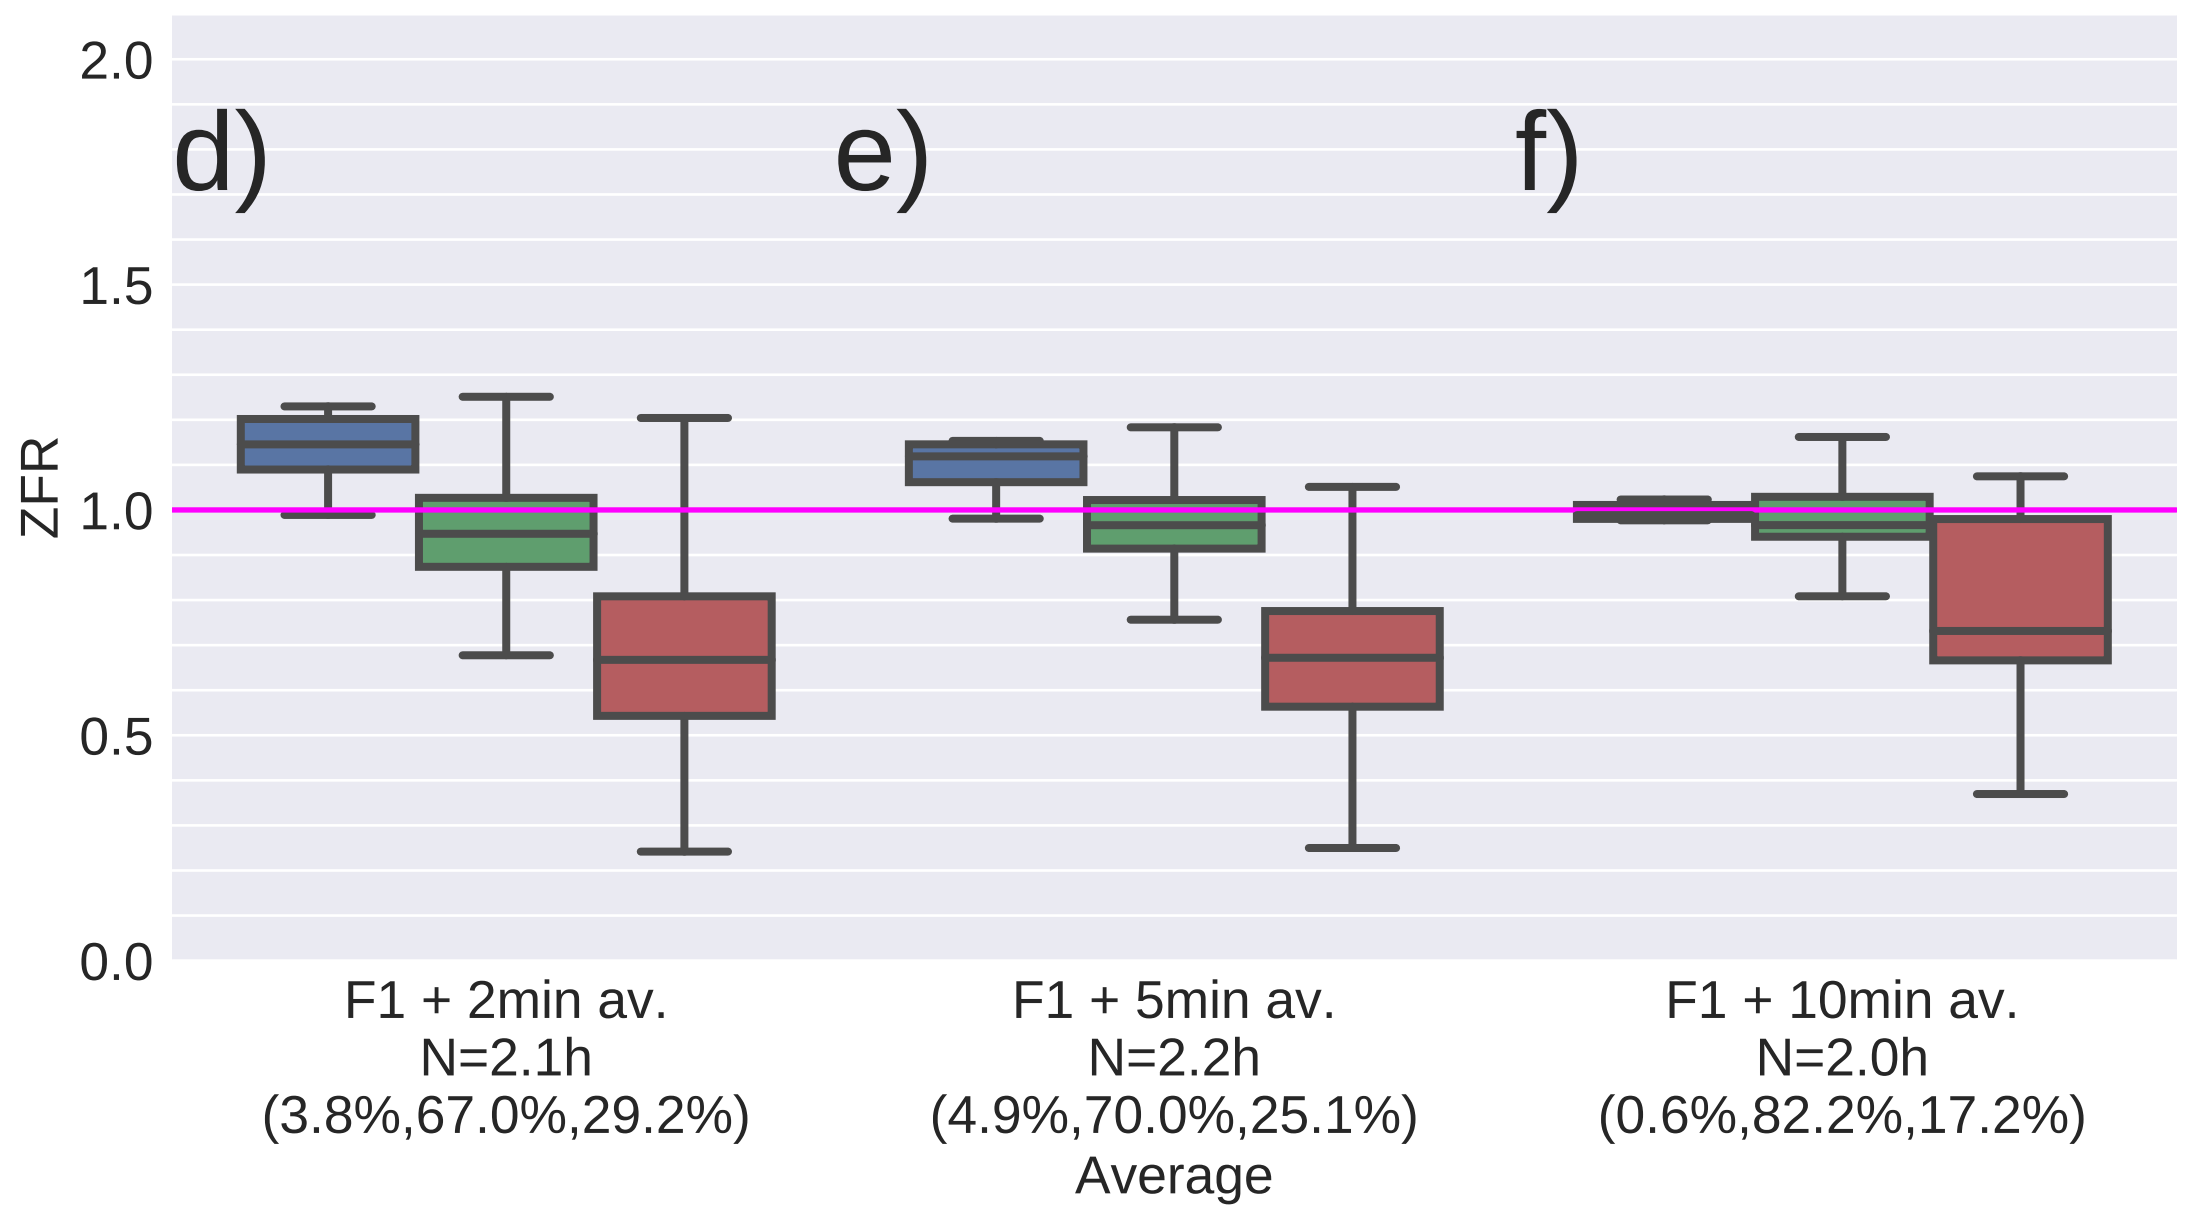 2.0
d)
e)
f)
1.5
ZFR
1.0
0.5
0.0
F1 + 2min av.
N=2.1h
(3.8%,67.0%,29.2%)
F1 + 5min av.
N=2.2h
(4.9%,70.0%,25.1%)
F1 + 10min av.
N=2.0h
(0.6%,82.2%,17.2%)
Average